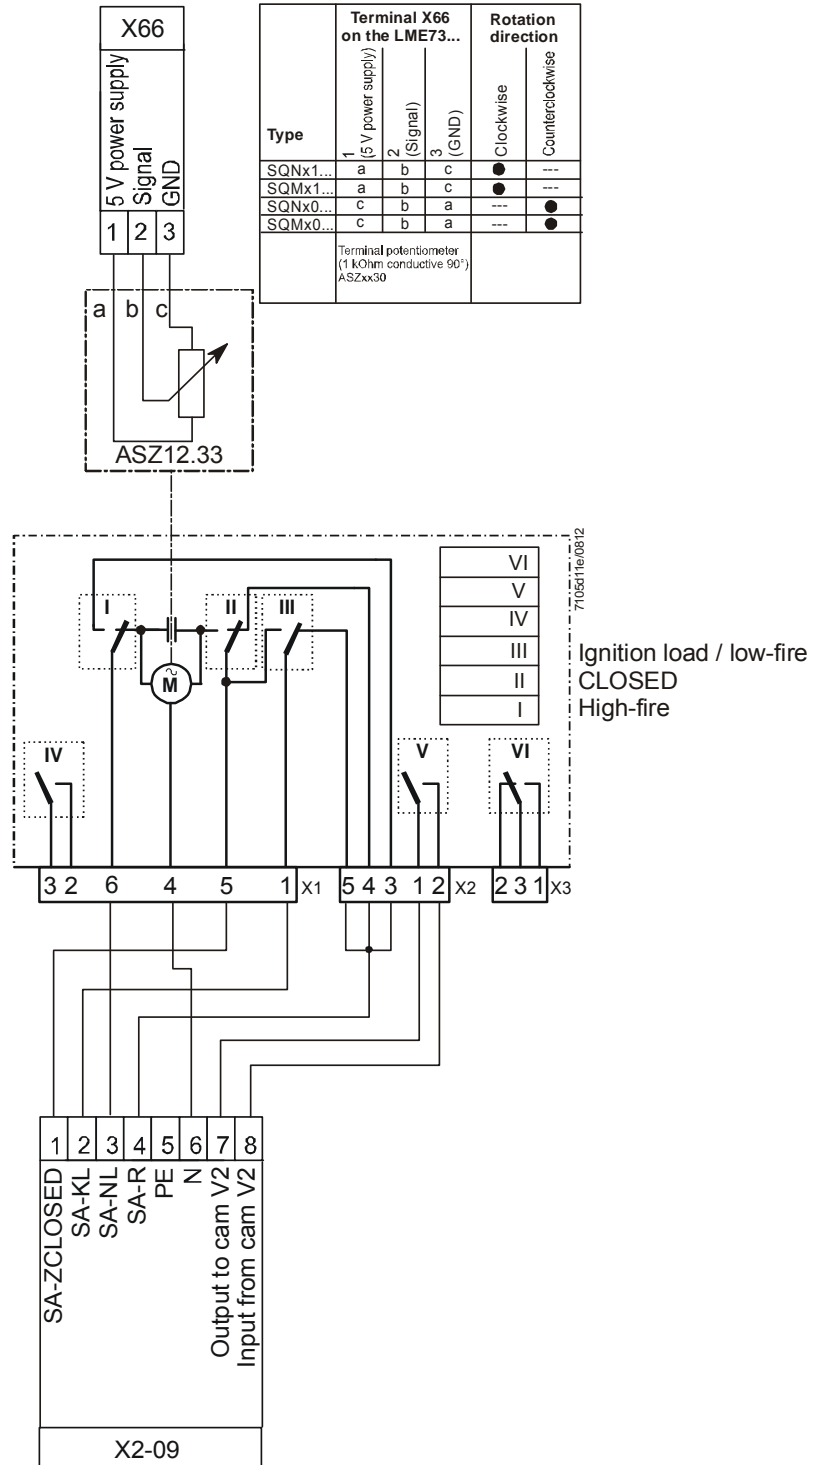 X66
5 V power supply
Signal
GND
1 2 3
a b c
ASZ12.33
Type
Terminal X66
on the LME73...
Rotation
direction
1
(5 V power supply)
2
(Signal)
3
(GND)
Clockwise
Counterclockwise
SQNx1... a b c ● ---
SQMx1... a b c ● ---
SQNx0... c b a --- ●
SQMx0... c b a --- ●
Terminal potentiometer
(1 kOhm conductive 90°)
ASZxx30
7105d11e/0812
I II III
M
~
VI
V
IV
III Ignition load / low-fire
II CLOSED
I High-fire
IV V VI
3 2 6 4 5 1 X1
5 4 3 1 2 X2
2 3 1 X3
1 2 3 4 5 6 7 8
SA-ZCLOSED
SA-KL
SA-NL
SA-R
PE
N
Output to cam V2
Input from cam V2
X2-09